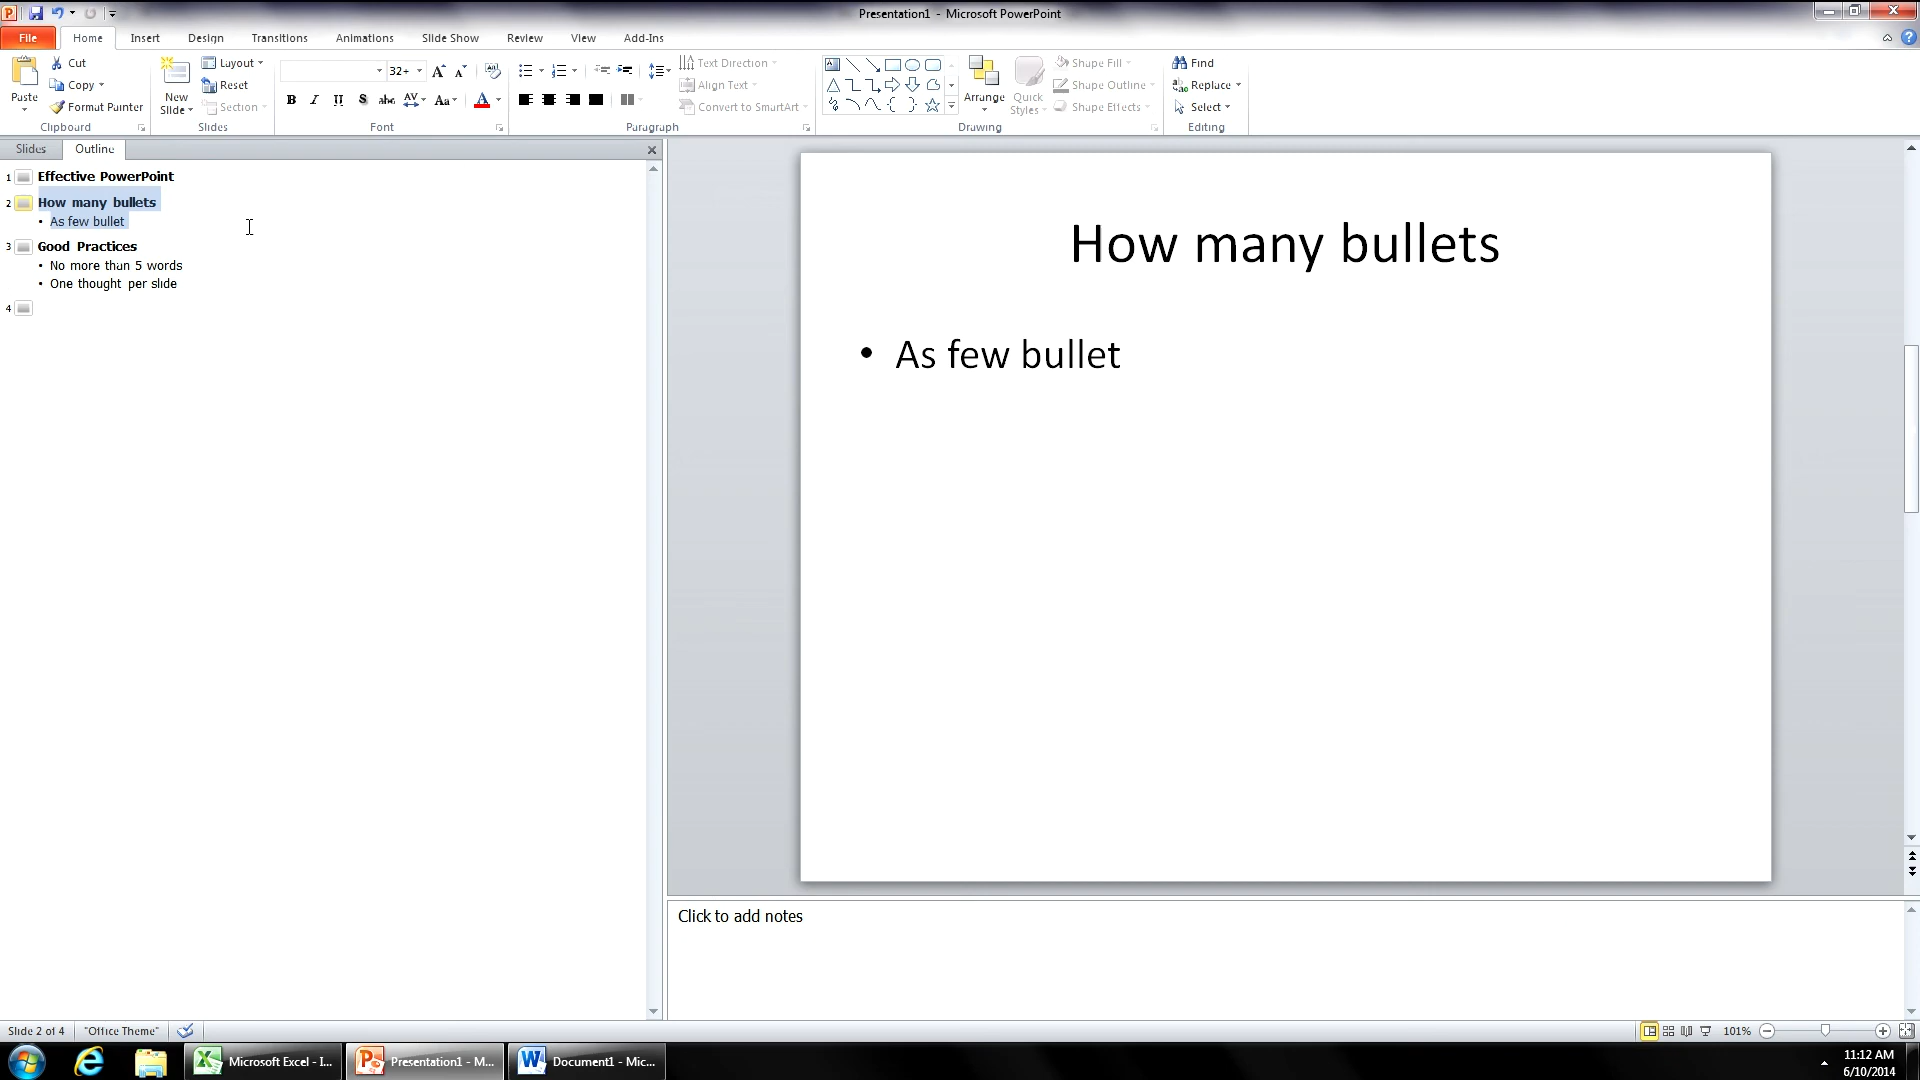 Presentation1 - Microsoft PowerPoint
File Home Insert Design Transitions Animations Slide Show Review View Add-Ins
Paste
Cut
Copy
Format Painter
Clipboard
New Slide
Layout
Reset
Section
Slides
32+
B I U S abc AV Aa A
Font
Text Direction
Align Text
Convert to SmartArt
Paragraph
Arrange
Quick Styles
Shape Fill
Shape Outline
Shape Effects
Drawing
Find
Replace
Select
Editing
Slides Outline
1 Effective PowerPoint
2 How many bullets
• As few bullet
3 Good Practices
• No more than 5 words
• One thought per slide
4
How many bullets
• As few bullet
Click to add notes
Slide 2 of 4 "Office Theme" 101%
Microsoft Excel - I... Presentation1 - M... Document1 - Mic...
11:12 AM
6/10/2014